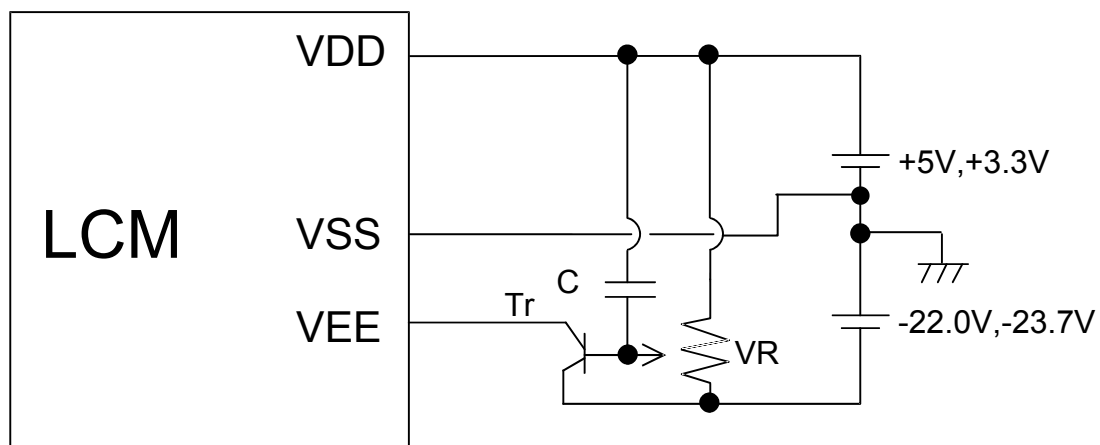 VDD
+5V,+3.3V
LCM
VSS
C
Tr
VEE
-22.0V,-23.7V
VR